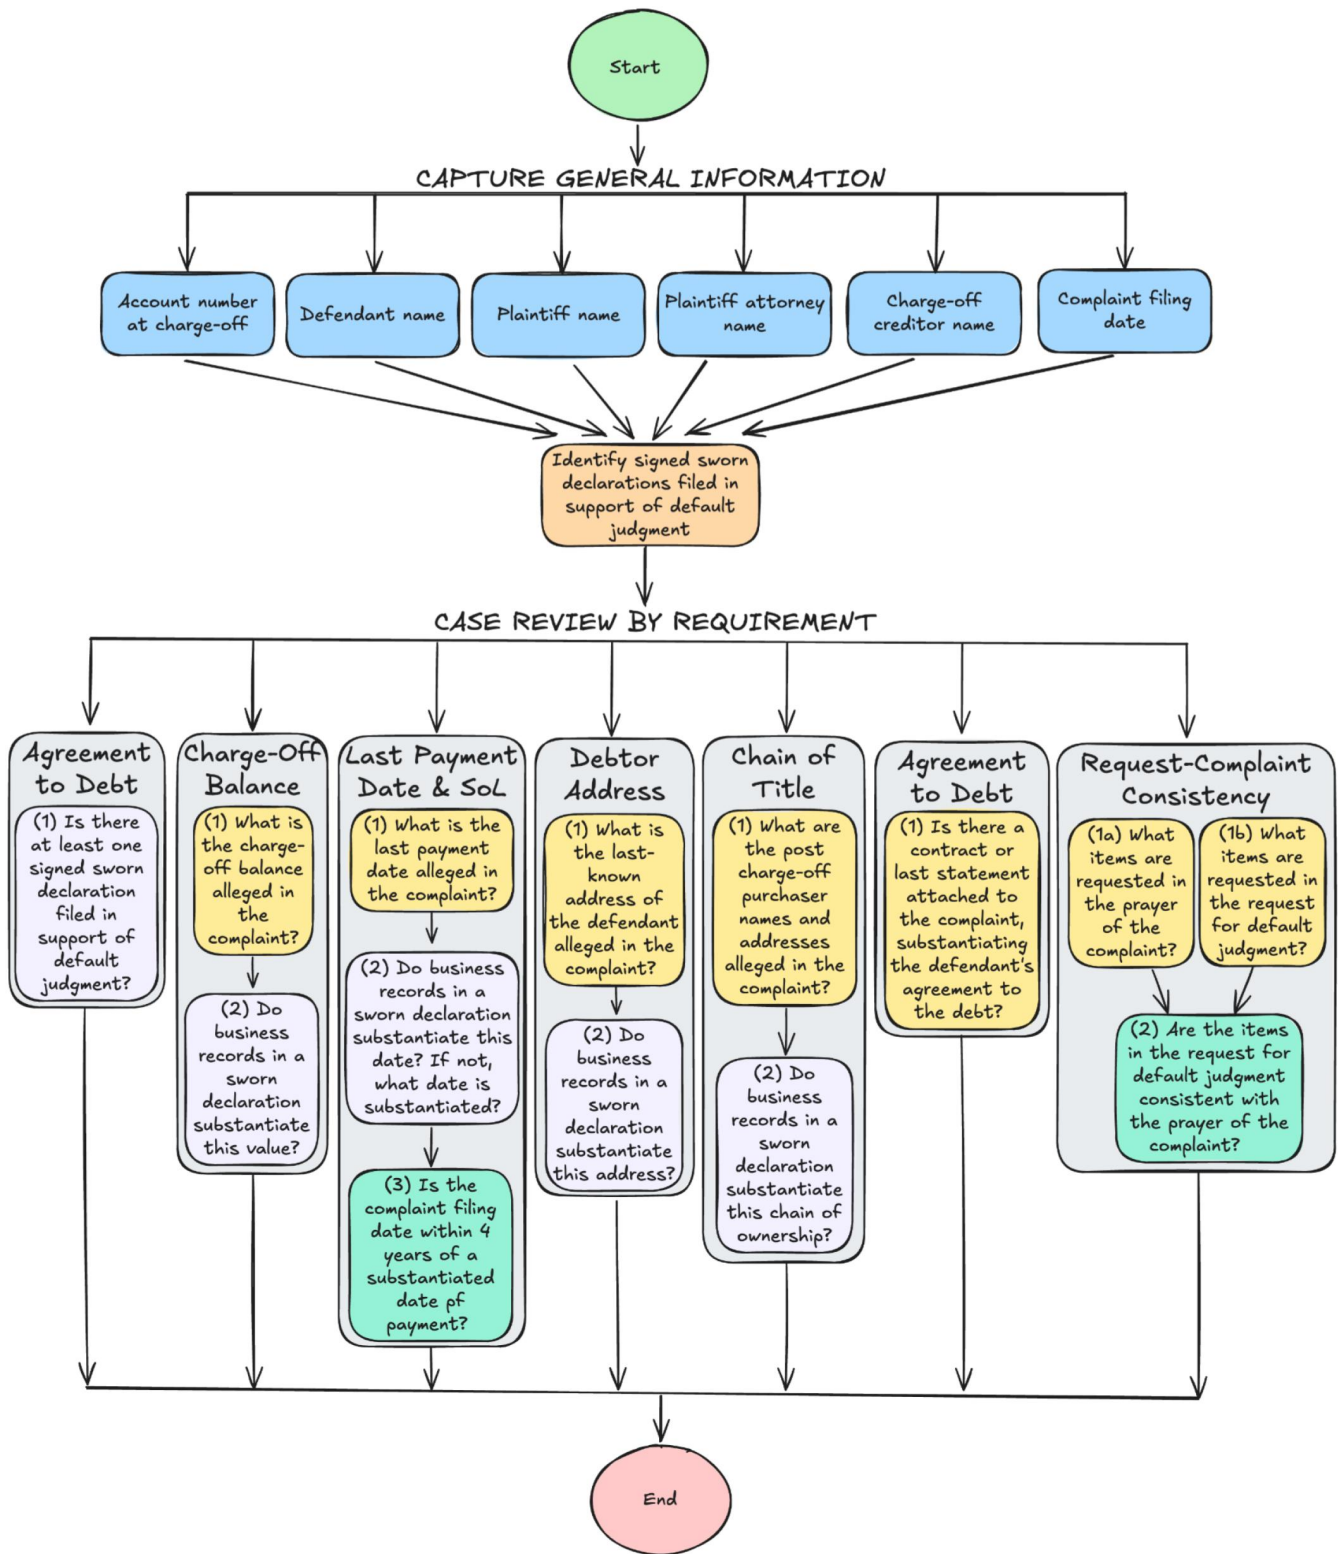 Start
CAPTURE GENERAL INFORMATION
Account number
at charge-off
Defendant name
Plaintiff name
Plaintiff attorney
name
Charge-off
creditor name
Complaint filing
date
Identify signed sworn
declarations filed in
support of default
judgment
CASE REVIEW BY REQUIREMENT
Agreement
to Debt
(1) Is there
at least one
signed sworn
declaration
filed in
support of
default
judgment?
Charge-Off
Balance
(1) What is
the charge-
off balance
alleged in
the
complaint?
(2) Do
business
records in a
sworn
declaration
substantiate
this value?
Last Payment
Date & SoL
(1) What is the
last payment
date alleged in
the complaint?
(2) Do business
records in a
sworn declaration
substantiate this
date? If not,
what date is
substantiated?
(3) Is the
complaint filing
date within 4
years of a
substantiated
date pf
payment?
Debtor
Address
(1) What is
the last-
known
address of
the defendant
alleged in the
complaint?
(2) Do
business
records in a
sworn
declaration
substantiate
this address?
Chain of
Title
(1) What are
the post
charge-off
purchaser
names and
addresses
alleged in the
complaint?
(2) Do
business
records in a
sworn
declaration
substantiate
this chain of
ownership?
Agreement
to Debt
(1) Is there a
contract or
last statement
attached to
the complaint,
substantiating
the defendant's
agreement to
the debt?
Request-Complaint
Consistency
(1a) What
items are
requested in
the prayer
of the
complaint?
(1b) What
items are
requested in
the request
for default
judgment?
(2) Are the items
in the request for
default judgment
consistent with
the prayer of the
complaint?
End